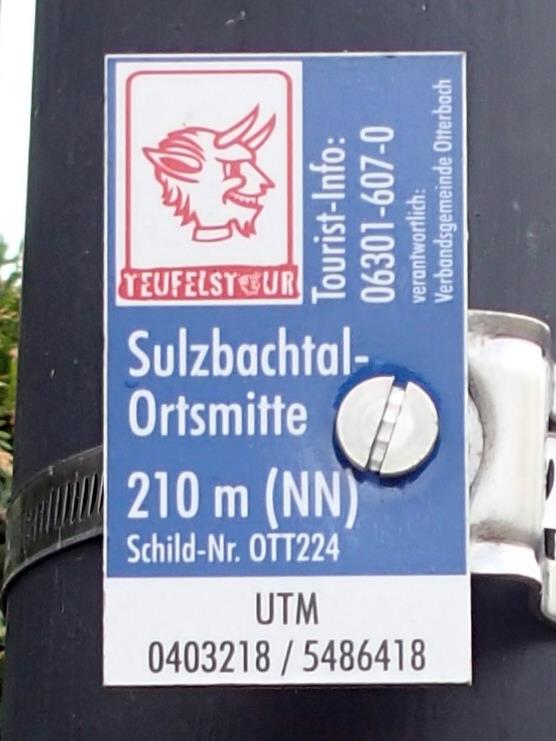 TEUFELSTOUR
Tourist-Info:
06301-607-0
verantwortlich:
Verbandsgemeinde Otterbach
Sulzbachtal-
Ortsmitte
210 m (NN)
Schild-Nr. OTT224
UTM
0403218 / 5486418